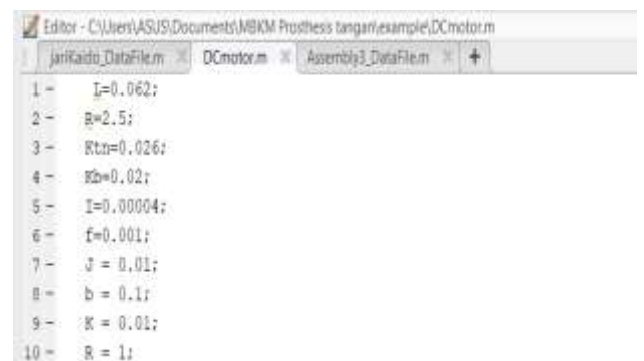 Editor - C:\Users\ASUS\Documents\MBKM Prosthesis tangan\example\DCmotor.m
jariKaido_DataFile.m DCmotor.m Assembly3_DataFile.m +
1 - L=0.062;
2 - R=2.5;
3 - Ktn=0.026;
4 - Kb=0.02;
5 - I=0.00004;
6 - f=0.001;
7 - J = 0.01;
8 - b = 0.1;
9 - K = 0.01;
10 - R = 1;